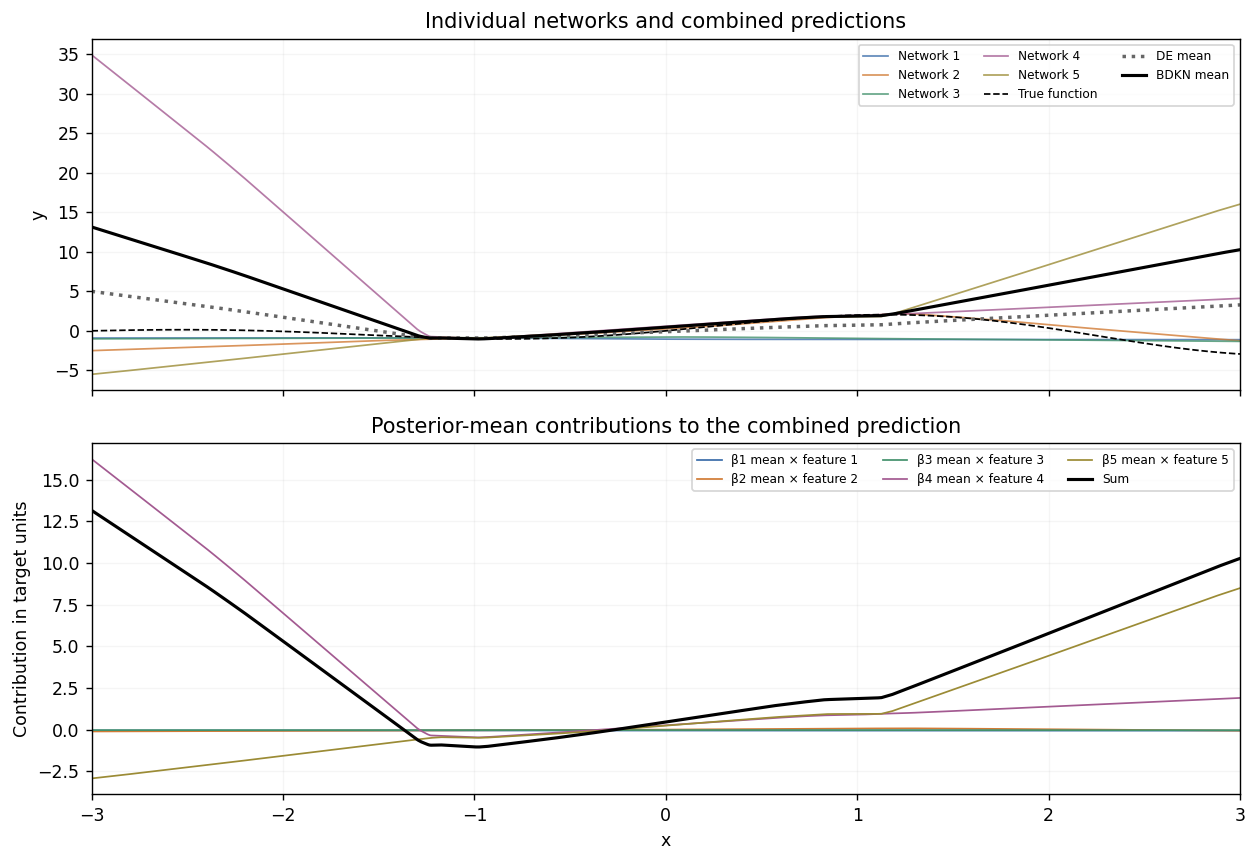 Individual networks and combined predictions
35
30
25
20
15
10
5
0
−5
y
Network 1
Network 2
Network 3
Network 4
Network 5
True function
DE mean
BDKN mean
Posterior-mean contributions to the combined prediction
15.0
12.5
10.0
7.5
5.0
2.5
0.0
−2.5
Contribution in target units
β1 mean × feature 1
β2 mean × feature 2
β3 mean × feature 3
β4 mean × feature 4
β5 mean × feature 5
Sum
−3 −2 −1 0 1 2 3
x